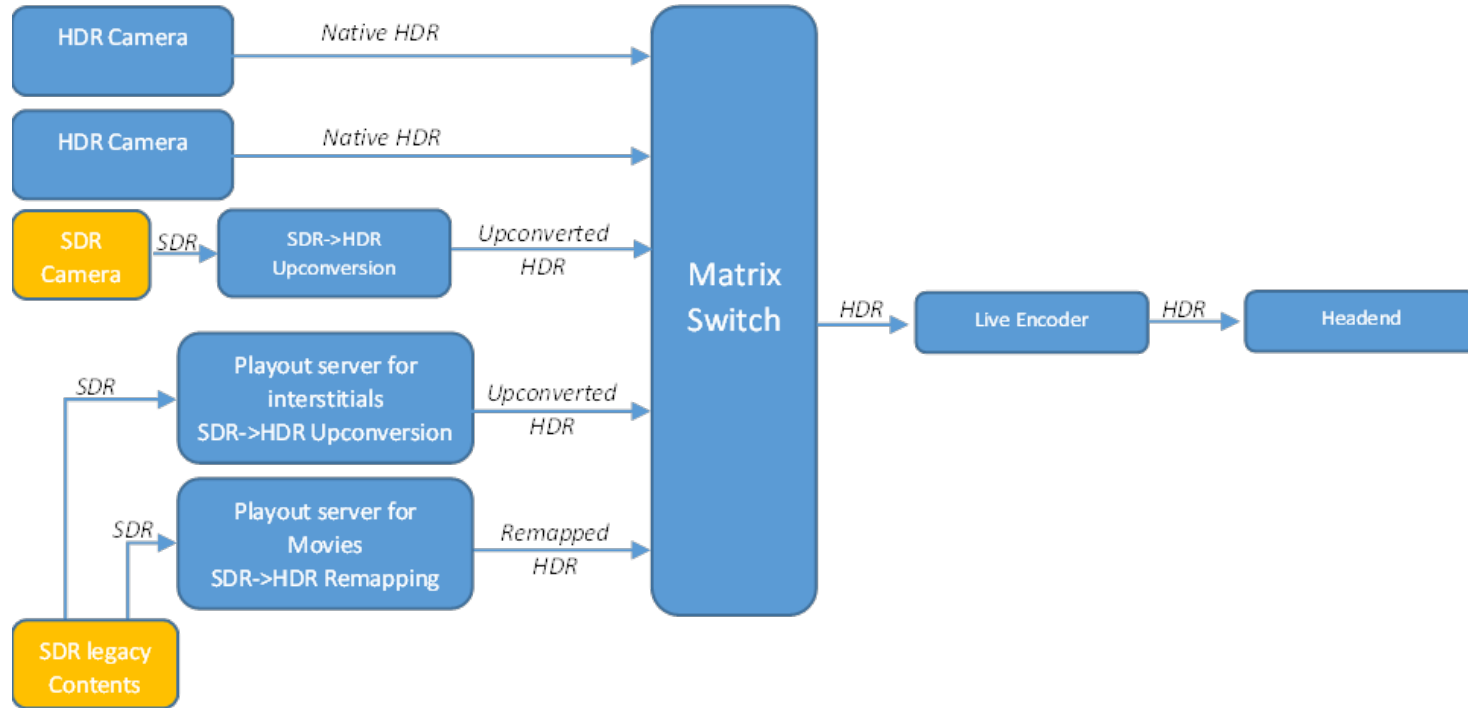 HDR Camera
Native HDR
HDR Camera
Native HDR
SDR
Camera
SDR
SDR->HDR
Upconversion
Upconverted
HDR
Matrix
Switch
HDR
Live Encoder
HDR
Headend
SDR
Playout server for
interstitials
SDR->HDR Upconversion
Upconverted
HDR
SDR
Playout server for
Movies
SDR->HDR Remapping
Remapped
HDR
SDR legacy
Contents